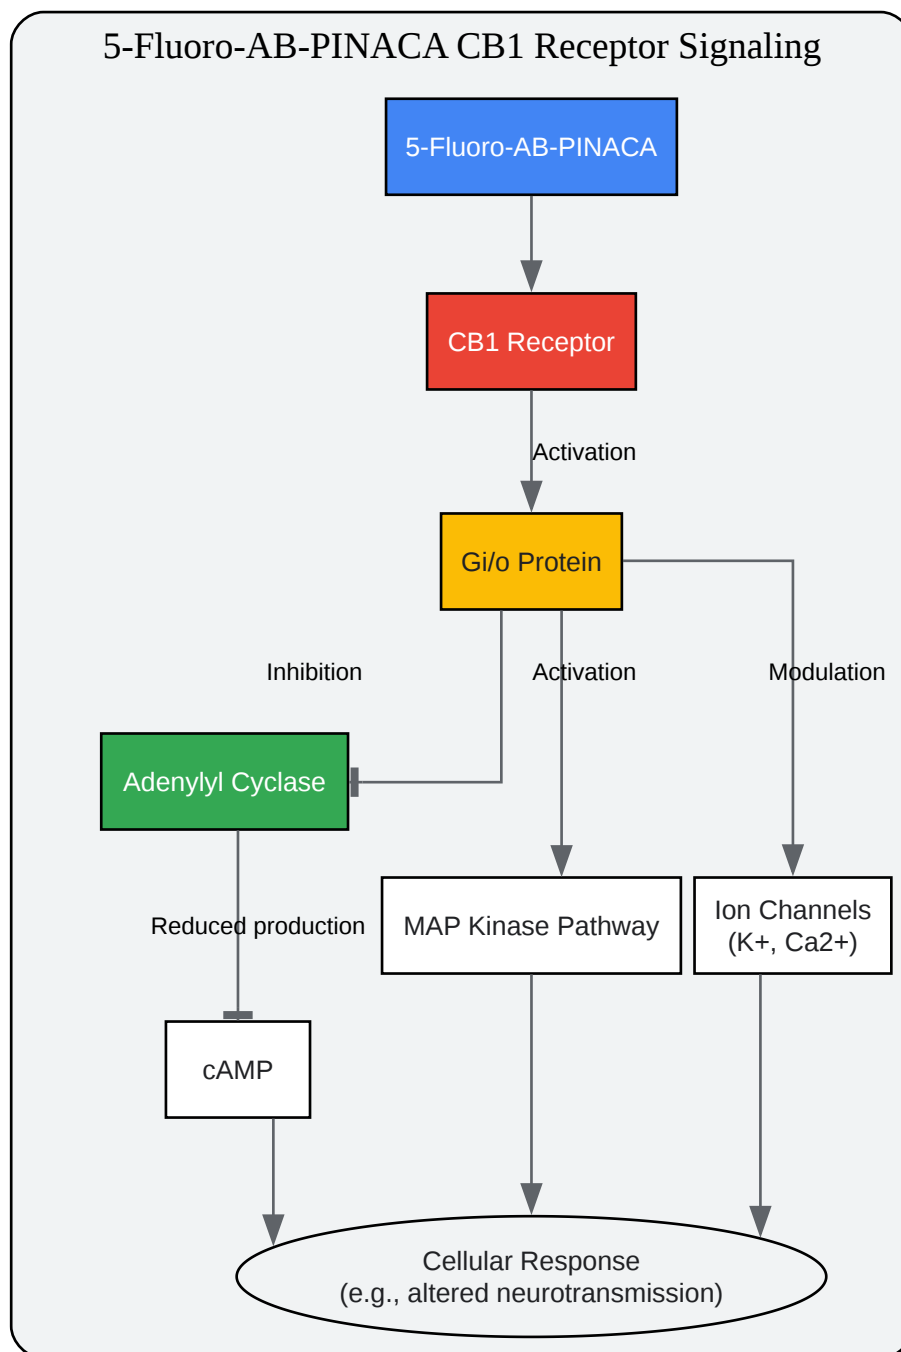 5-Fluoro-AB-PINACA CB1 Receptor Signaling
5-Fluoro-AB-PINACA
CB1 Receptor
Activation
Gi/o Protein
Inhibition
Activation
Modulation
Adenylyl Cyclase
Reduced production
MAP Kinase Pathway
Ion Channels
(K+, Ca2+)
cAMP
Cellular Response
(e.g., altered neurotransmission)